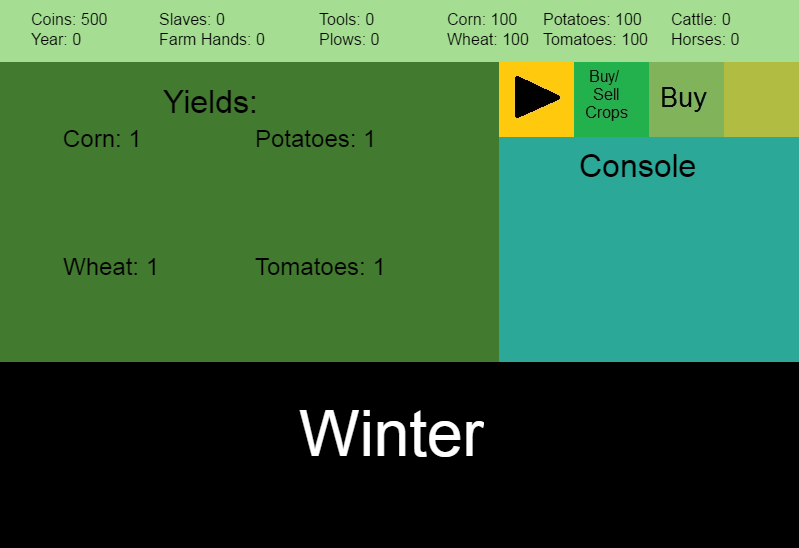 Coins: 500 Slaves: 0 Tools: 0 Corn: 100 Potatoes: 100 Cattle: 0
Year: 0 Farm Hands: 0 Plows: 0 Wheat: 100 Tomatoes: 100 Horses: 0
Yields:
Corn: 1 Potatoes: 1
Wheat: 1 Tomatoes: 1
Buy/
Sell
Crops
Buy
Console
Winter